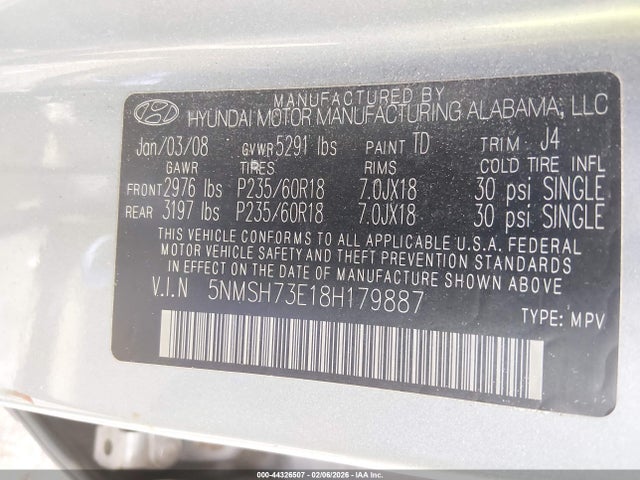 MANUFACTURED BY
HYUNDAI MOTOR MANUFACTURING ALABAMA, LLC
Jan/03/08 GVWR 5291 lbs PAINT TD TRIM J4
GAWR TIRES RIMS COLD TIRE INFL
FRONT 2976 lbs P235/60R18 7.0JX18 30 psi SINGLE
REAR 3197 lbs P235/60R18 7.0JX18 30 psi SINGLE
THIS VEHICLE CONFORMS TO ALL APPLICABLE U.S.A. FEDERAL
MOTOR VEHICLE SAFETY AND THEFT PREVENTION STANDARDS
IN EFFECT ON THE DATE OF MANUFACTURE SHOWN ABOVE
V.I.N 5NMSH73E18H179887
TYPE: MPV
000-44326507 - 02/06/2026 - IAAI.COM